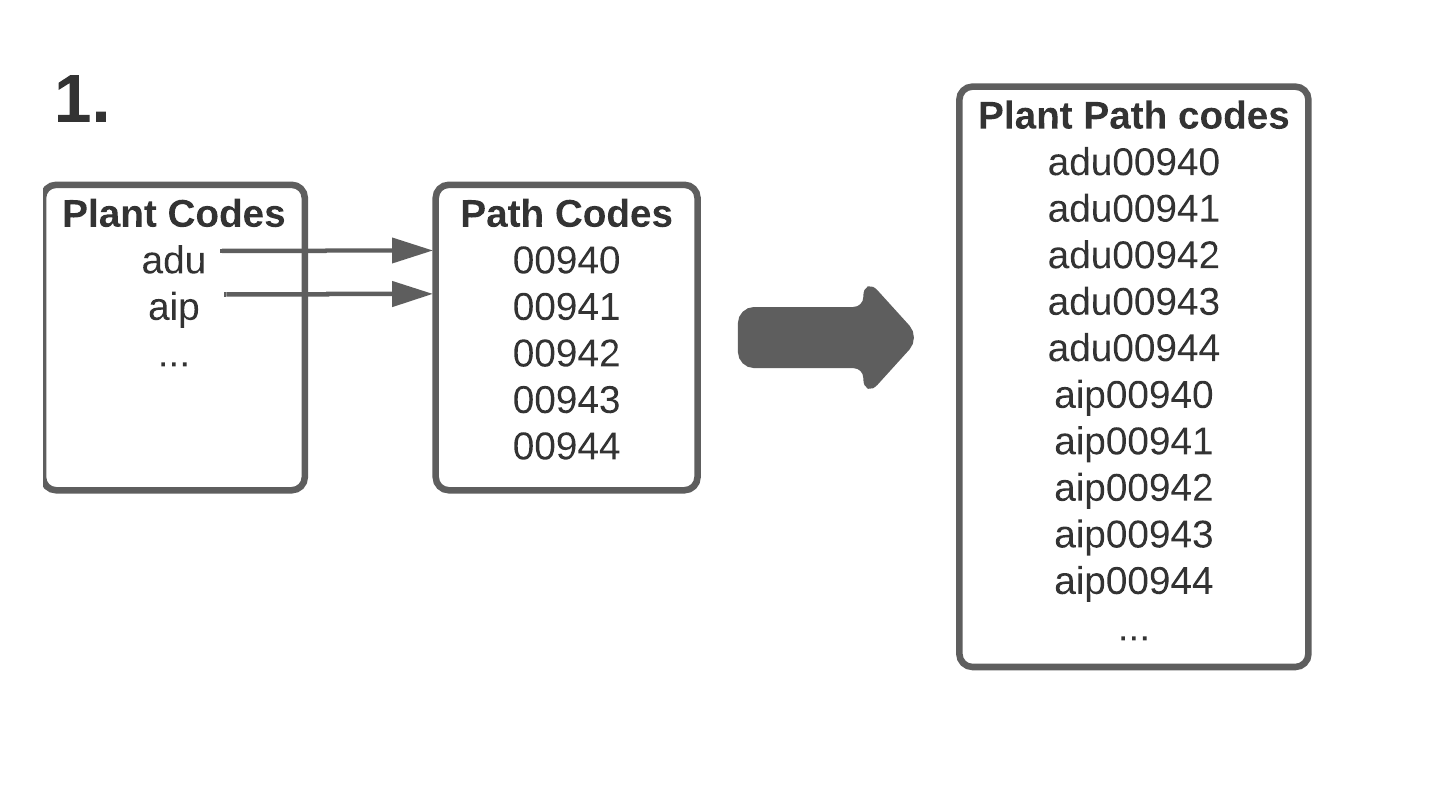 1.
Plant Codes
adu
aip
...
Path Codes
00940
00941
00942
00943
00944
Plant Path codes
adu00940
adu00941
adu00942
adu00943
adu00944
aip00940
aip00941
aip00942
aip00943
aip00944
...